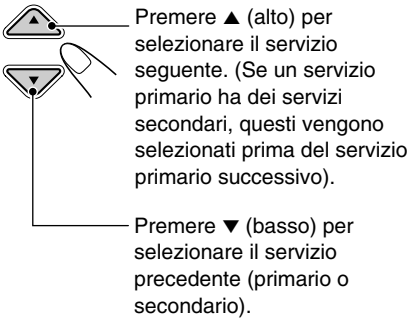 Premere ▲ (alto) per
selezionare il servizio
seguente. (Se un servizio
primario ha dei servizi
secondari, questi vengono
selezionati prima del servizio
primario successivo).
Premere ▼ (basso) per
selezionare il servizio
precedente (primario o
secondario).